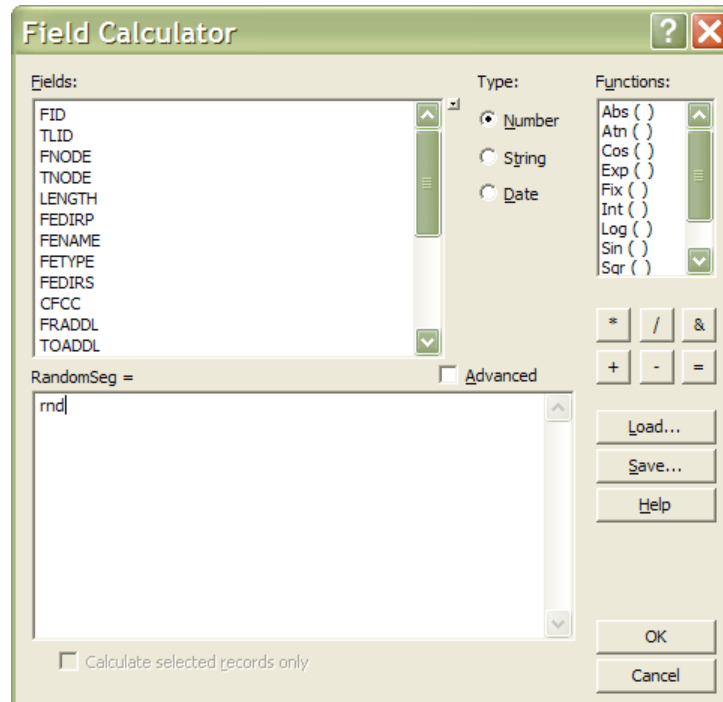 Field Calculator
Fields:
FID
TLID
FNODE
TNODE
LENGTH
FEDIRP
FENAME
FETYPE
FEDIRS
CFCC
FRADDL
TOADDL
Type:
Number
String
Date
Functions:
Abs ( )
Atn ( )
Cos ( )
Exp ( )
Fix ( )
Int ( )
Log ( )
Sin ( )
Sqr ( )
* / &
+ - =
RandomSeg =
Advanced
rnd
Load...
Save...
Help
Calculate selected records only
OK
Cancel